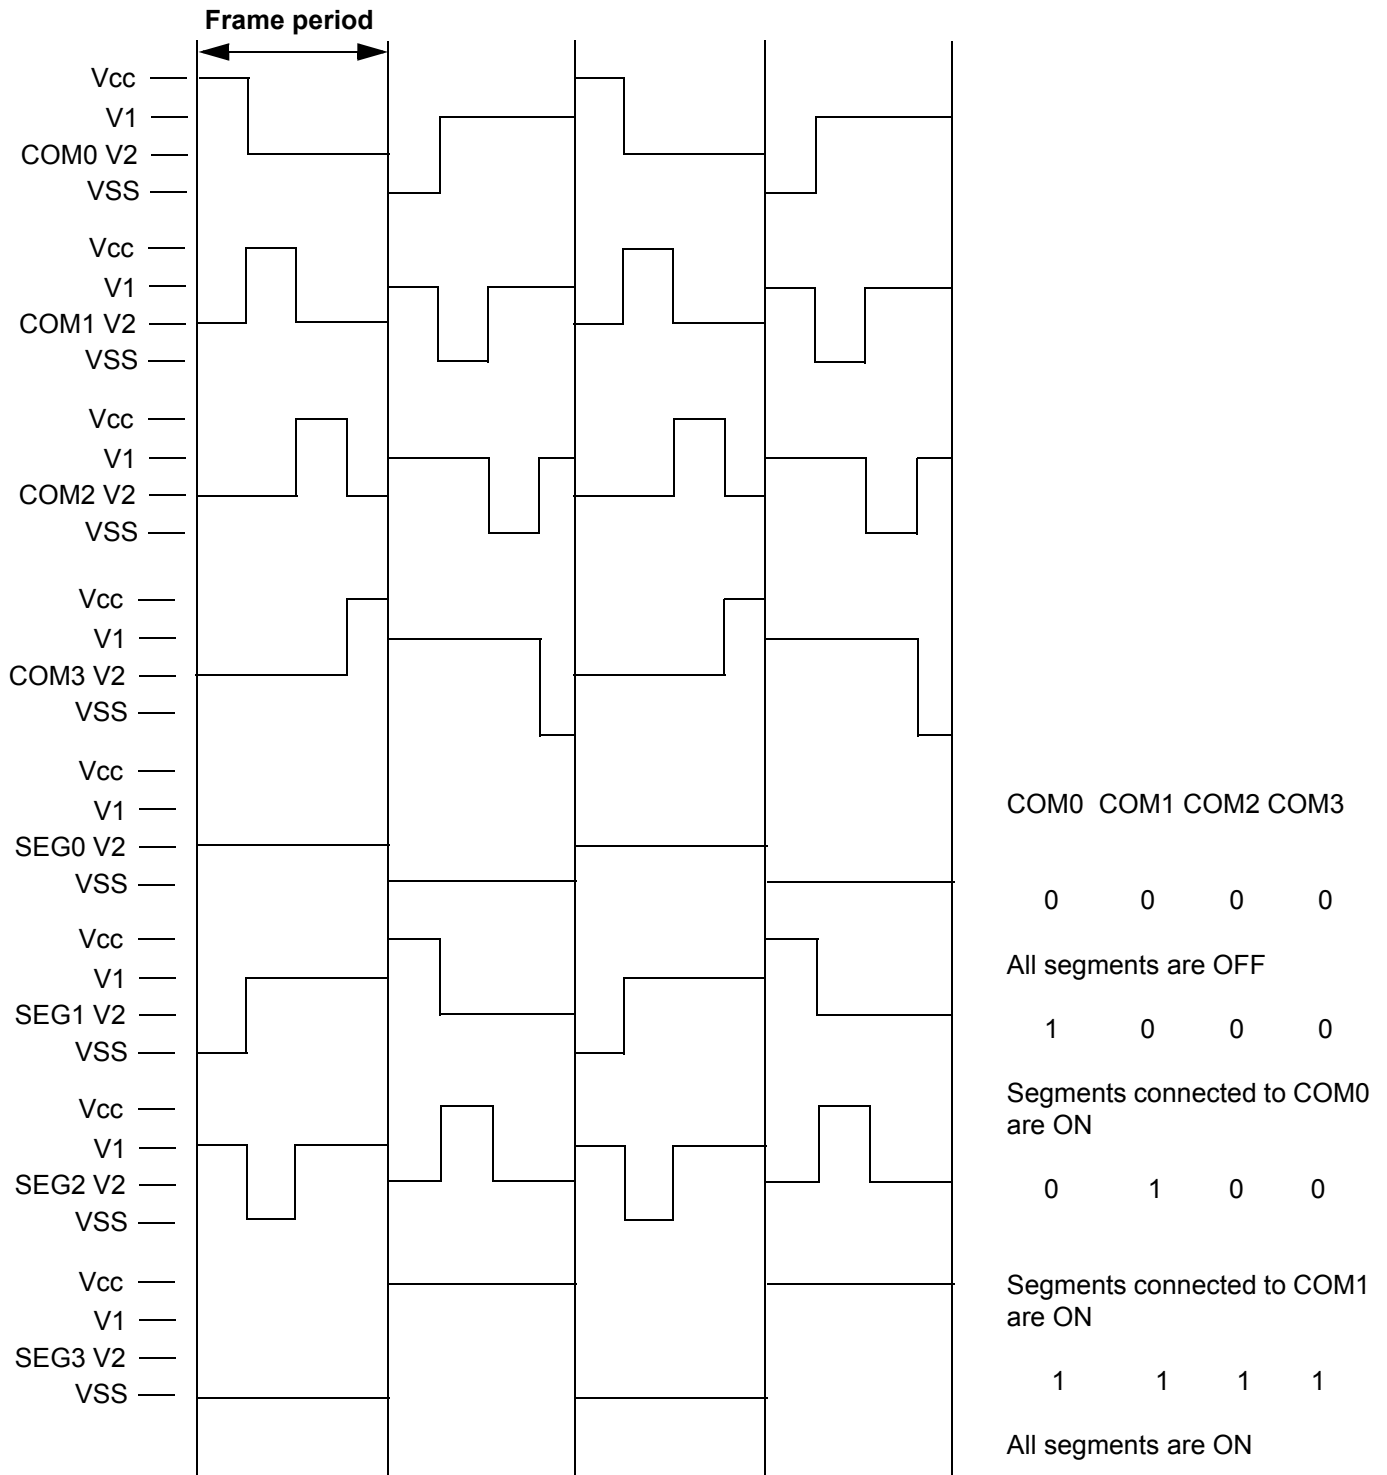 Frame period
Vcc
V1
COM0 V2
VSS
Vcc
V1
COM1 V2
VSS
Vcc
V1
COM2 V2
VSS
Vcc
V1
COM3 V2
VSS
Vcc
V1
SEG0 V2
VSS
Vcc
V1
SEG1 V2
VSS
Vcc
V1
SEG2 V2
VSS
Vcc
V1
SEG3 V2
VSS
COM0 COM1 COM2 COM3
0 0 0 0
All segments are OFF
1 0 0 0
Segments connected to COM0
are ON
0 1 0 0
Segments connected to COM1
are ON
1 1 1 1
All segments are ON